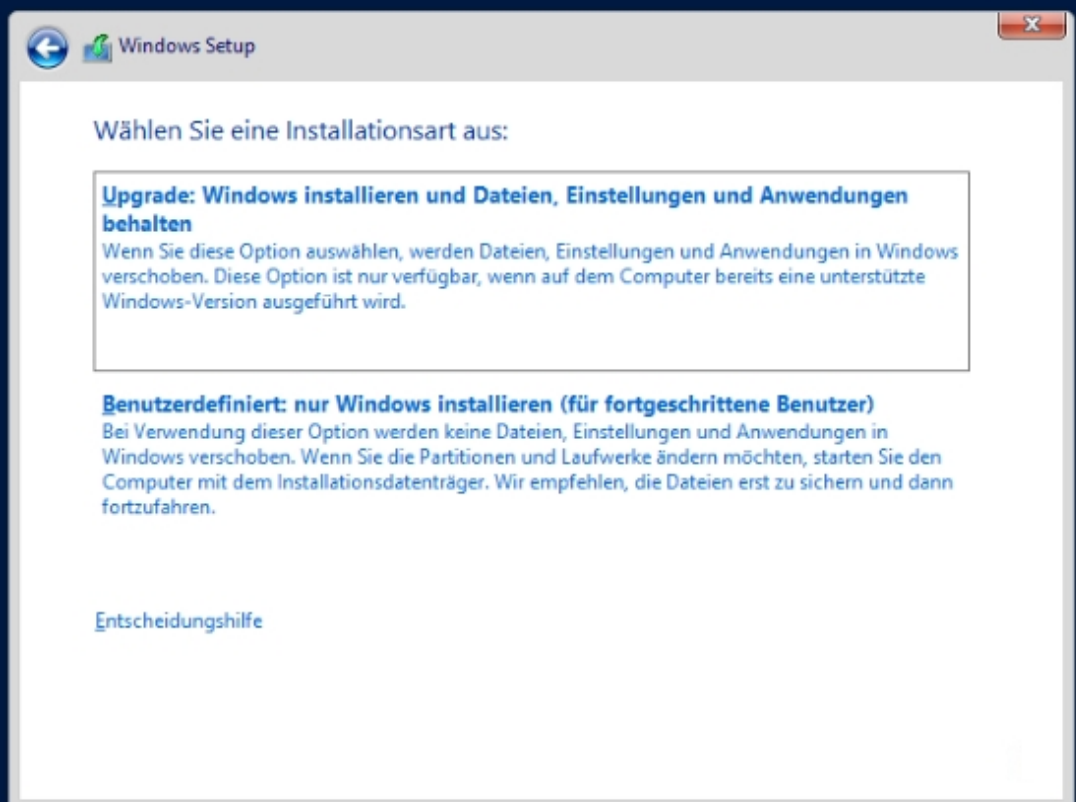 Windows Setup
Wählen Sie eine Installationsart aus:
Upgrade: Windows installieren und Dateien, Einstellungen und Anwendungen
behalten
Wenn Sie diese Option auswählen, werden Dateien, Einstellungen und Anwendungen in Windows
verschoben. Diese Option ist nur verfügbar, wenn auf dem Computer bereits eine unterstützte
Windows-Version ausgeführt wird.
Benutzerdefiniert: nur Windows installieren (für fortgeschrittene Benutzer)
Bei Verwendung dieser Option werden keine Dateien, Einstellungen und Anwendungen in
Windows verschoben. Wenn Sie die Partitionen und Laufwerke ändern möchten, starten Sie den
Computer mit dem Installationsdatenträger. Wir empfehlen, die Dateien erst zu sichern und dann
fortzufahren.
Entscheidungshilfe